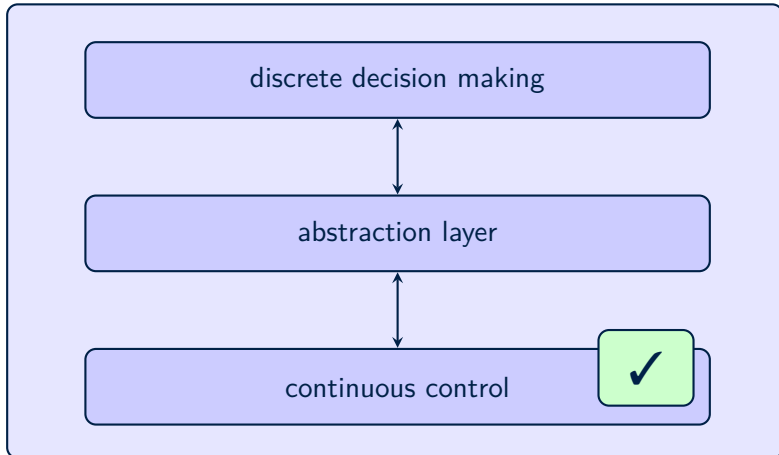 discrete decision making
abstraction layer
continuous control
✓